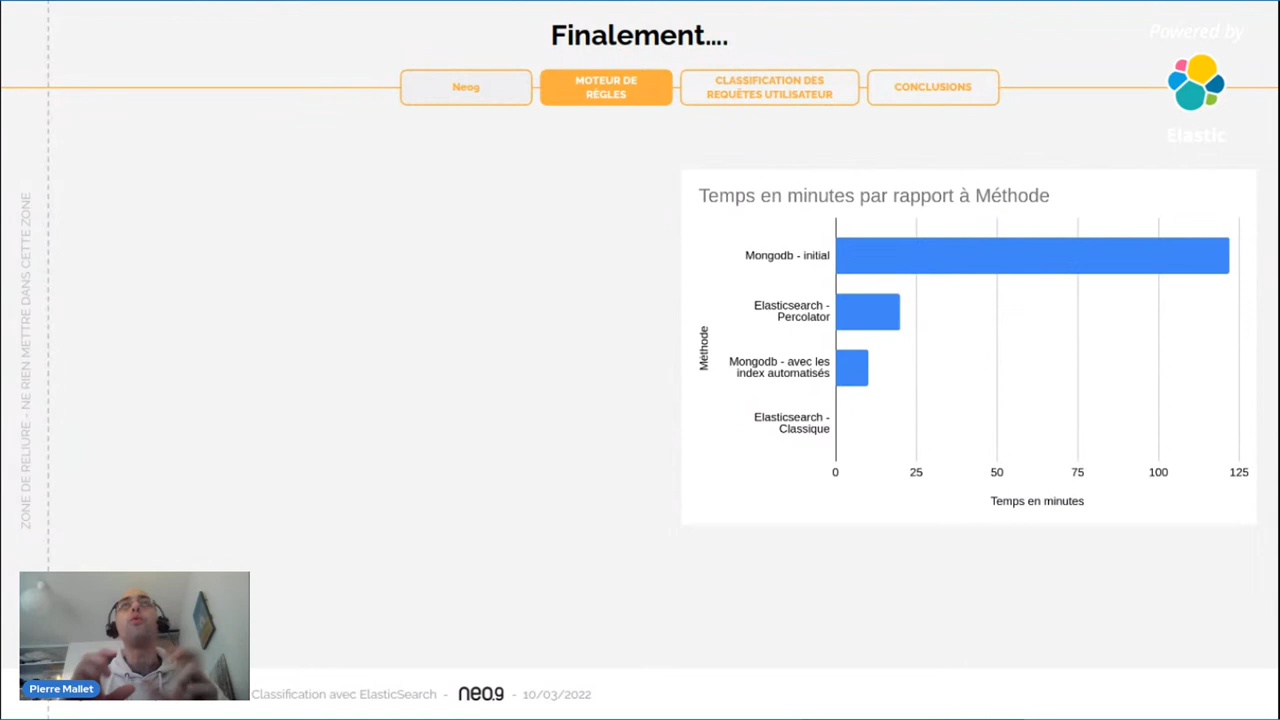 Finalement....
Powered by
Neo9
MOTEUR DE
RÈGLES
CLASSIFICATION DES
REQUÊTES UTILISATEUR
CONCLUSIONS
Elastic
ZONE DE RELIURE - NE RIEN METTRE DANS CETTE ZONE
Temps en minutes par rapport à Méthode
Méthode
Mongodb - initial
Elasticsearch -
Percolator
Mongodb - avec les
index automatisés
Elasticsearch -
Classique
0 25 50 75 100 125
Temps en minutes
Pierre Mallet
Classification avec ElasticSearch - neo.9 - 10/03/2022